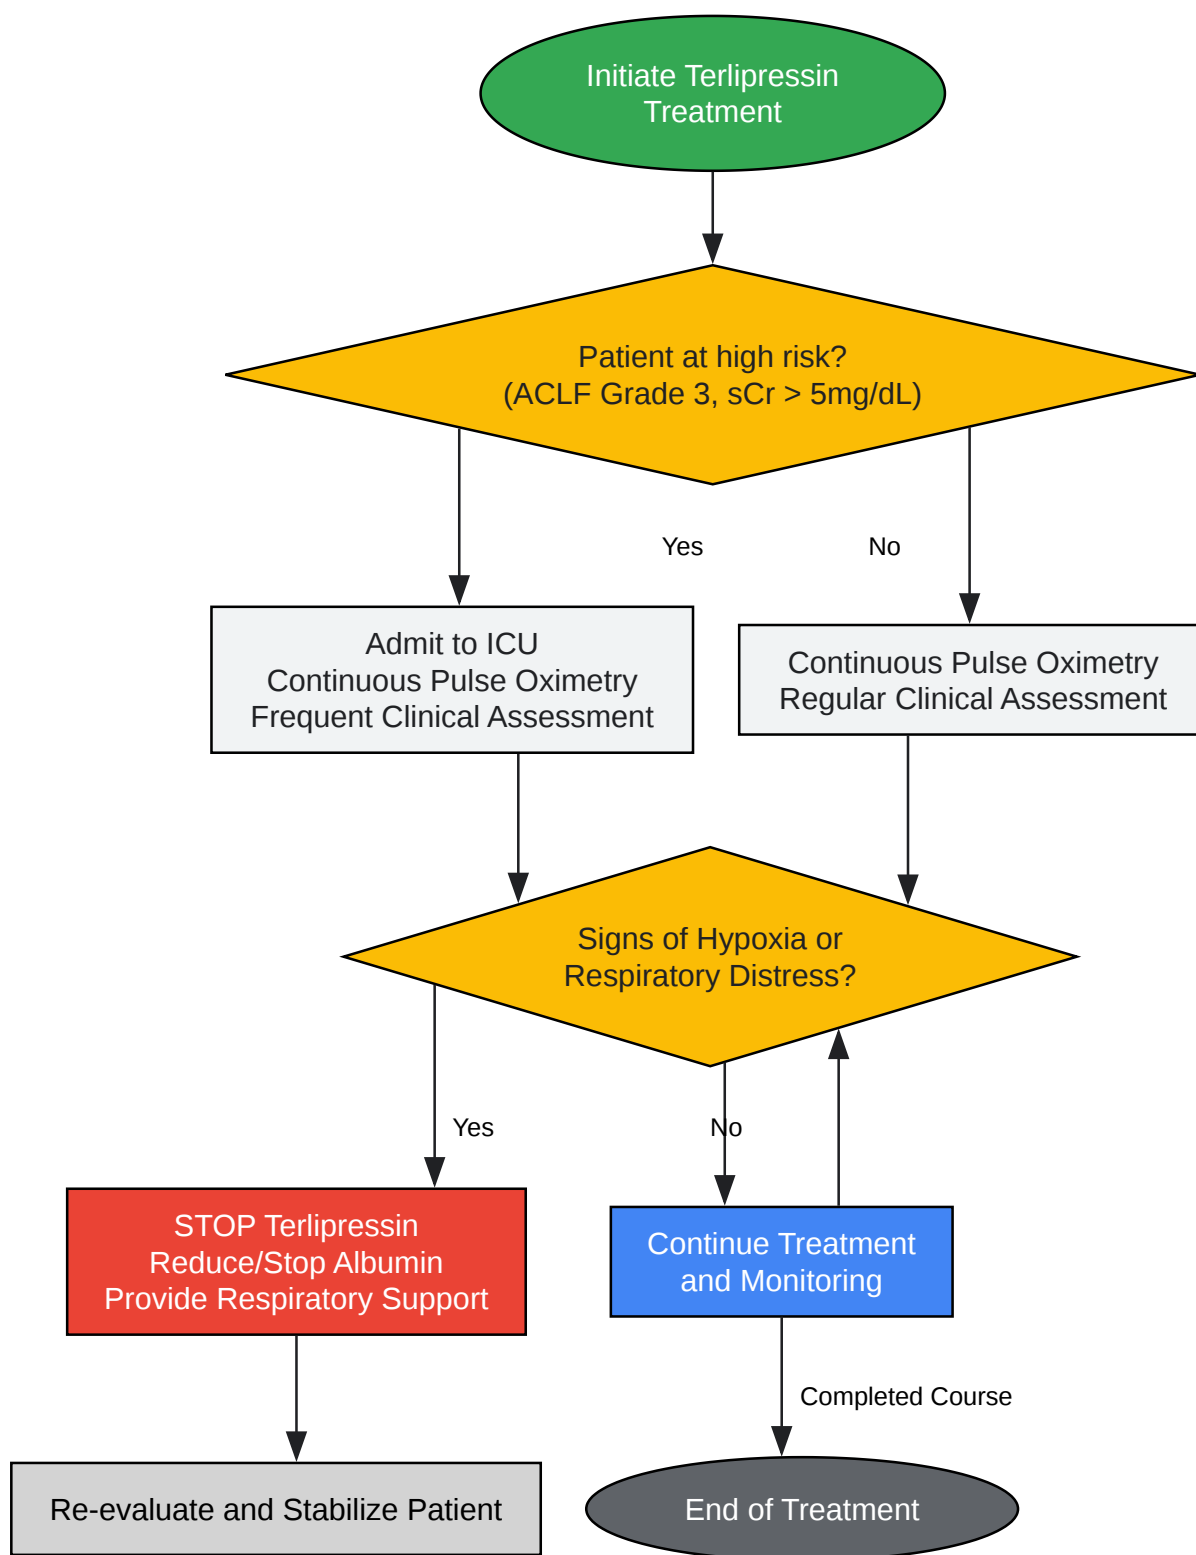 Initiate Terlipressin
Treatment
Patient at high risk?
(ACLF Grade 3, sCr > 5mg/dL)
Yes
No
Admit to ICU
Continuous Pulse Oximetry
Frequent Clinical Assessment
Continuous Pulse Oximetry
Regular Clinical Assessment
Signs of Hypoxia or
Respiratory Distress?
Yes
No
STOP Terlipressin
Reduce/Stop Albumin
Provide Respiratory Support
Continue Treatment
and Monitoring
Completed Course
Re-evaluate and Stabilize Patient
End of Treatment